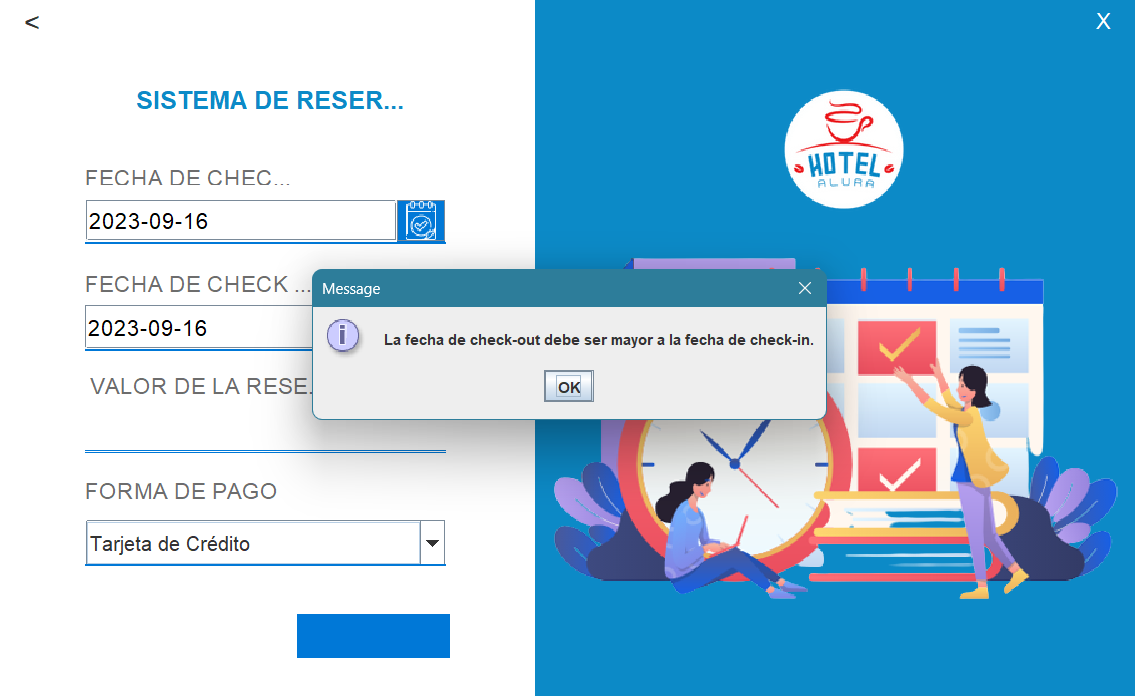 <
X
SISTEMA DE RESER...
HOTEL
ALURA
FECHA DE CHEC...
2023-09-16
FECHA DE CHECK ...
2023-09-16
Message
La fecha de check-out debe ser mayor a la fecha de check-in.
OK
VALOR DE LA RESE.
FORMA DE PAGO
Tarjeta de Crédito